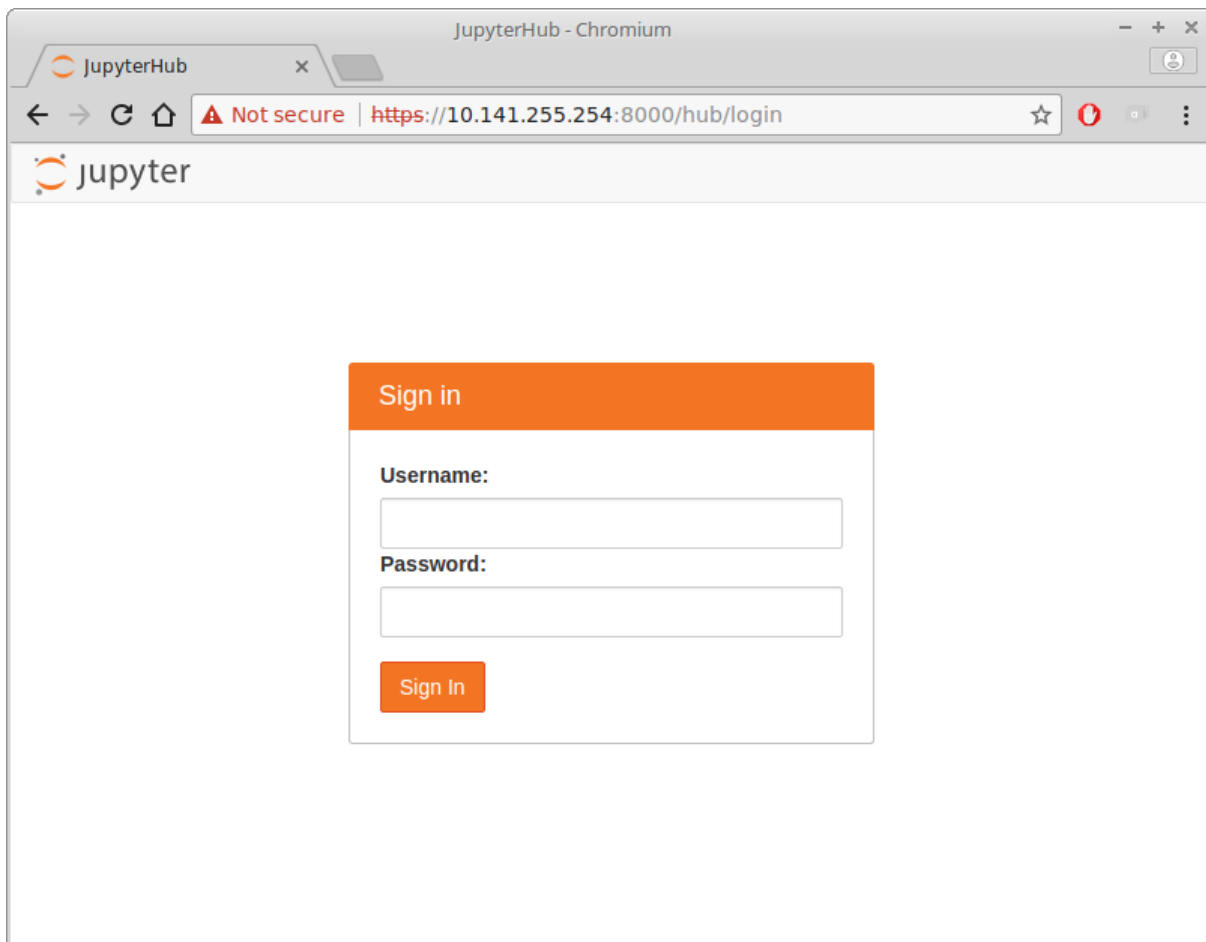 JupyterHub - Chromium
JupyterHub
Not secure | https://10.141.255.254:8000/hub/login
jupyter
Sign in
Username:
Password:
Sign In